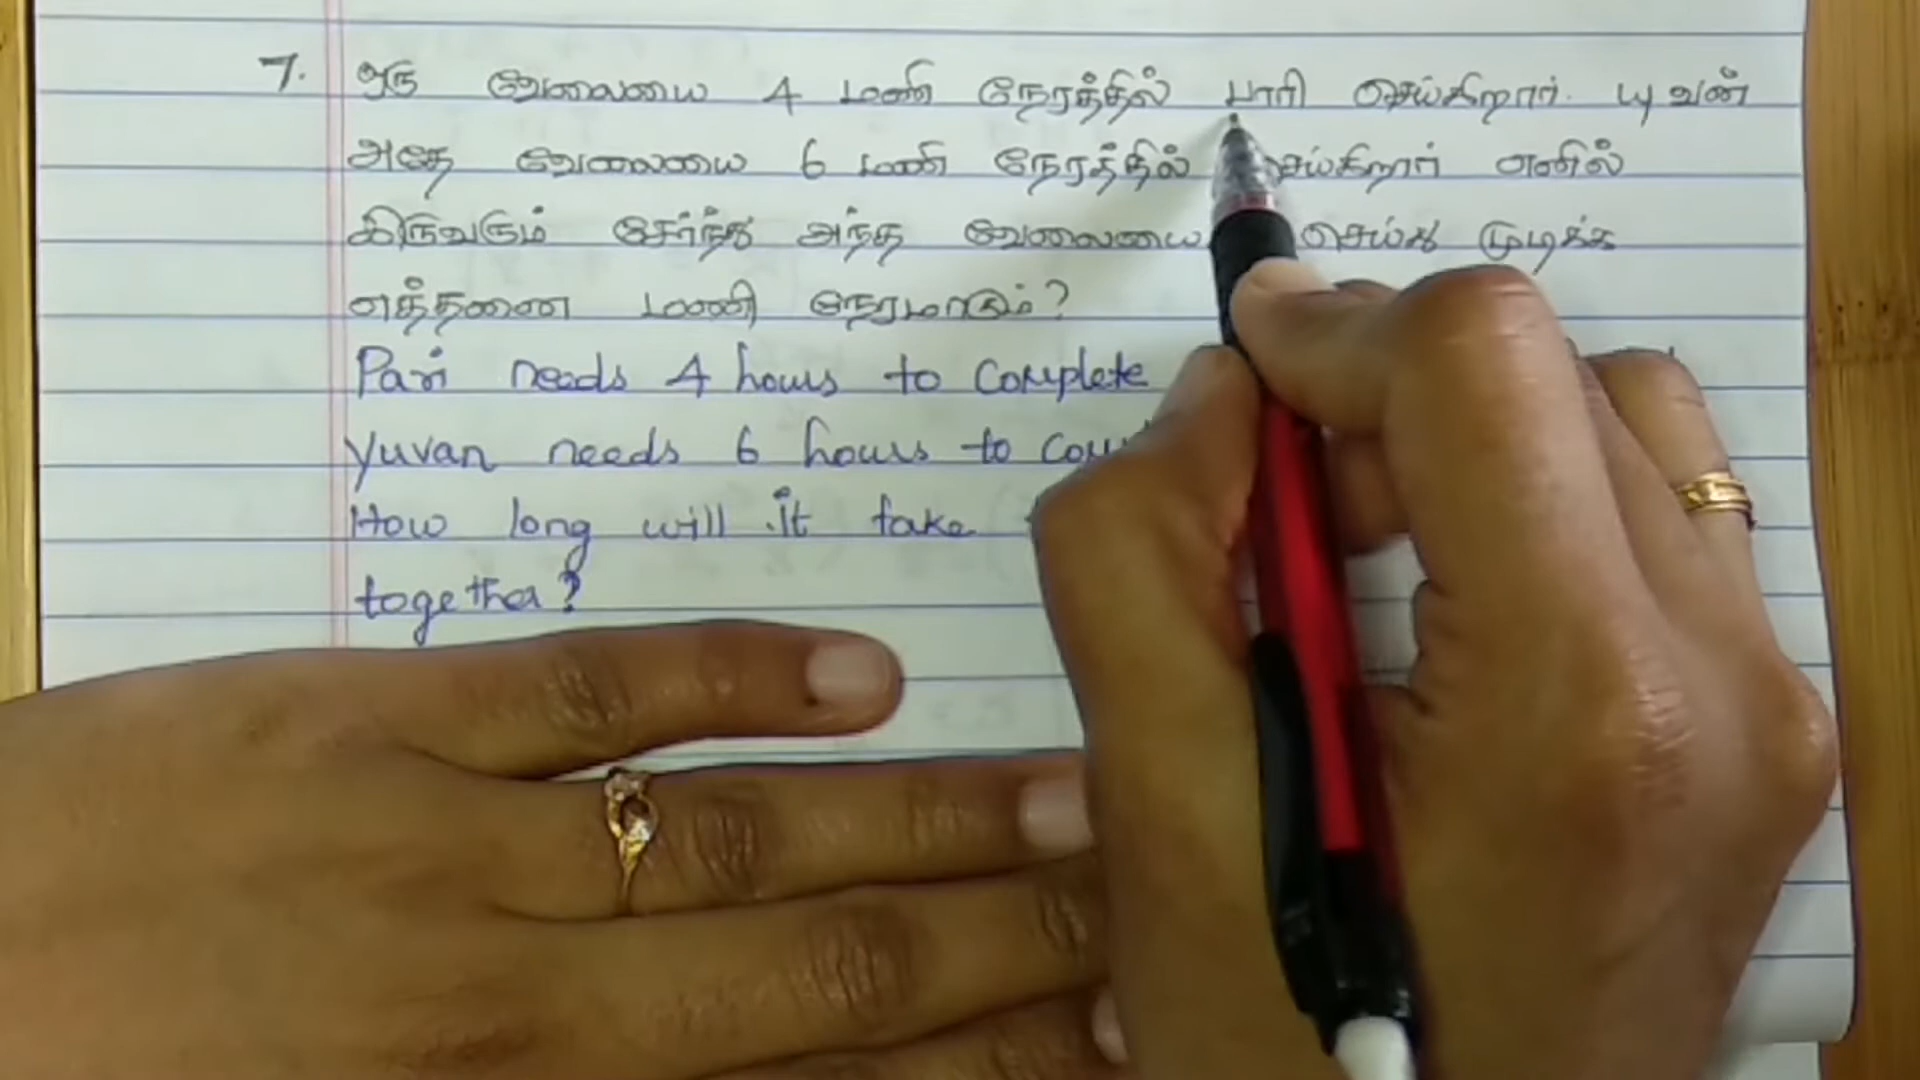 7. ஒரு வேலையை 4 மணி நேரத்தில் பாரி செய்கிறார். யுவன்
அதே வேலையை 6 மணி நேரத்தில் செய்கிறார் எனில்
இருவரும் சேர்ந்து அந்த வேலையை செய்து முடிக்க
எத்தனை மணி நேரமாகும்?
Pari needs 4 hours to complete
Yuvan needs 6 hours to
How long will it take
together?